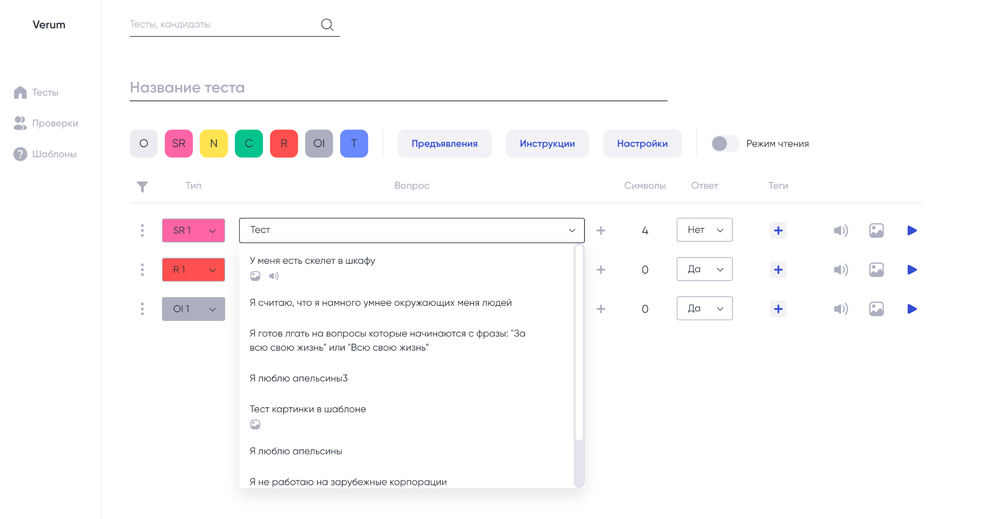 Verum
Тесты, кандидаты
Тесты
Проверки
Шаблоны
Название теста
O SR N C R OI T Предъявления Инструкции Настройки Режим чтения
Тип Вопрос Символы Ответ Теги
SR 1 Тест 4 Нет
R 1 0 Да
OI 1 0 Да
У меня есть скелет в шкафу
Я считаю, что я намного умнее окружающих меня людей
Я готов лгать на вопросы которые начинаются с фразы: "За
всю свою жизнь" или "Всю свою жизнь"
Я люблю апельсины3
Тест картинки в шаблоне
Я люблю апельсины
Я не работаю на зарубежные корпорации